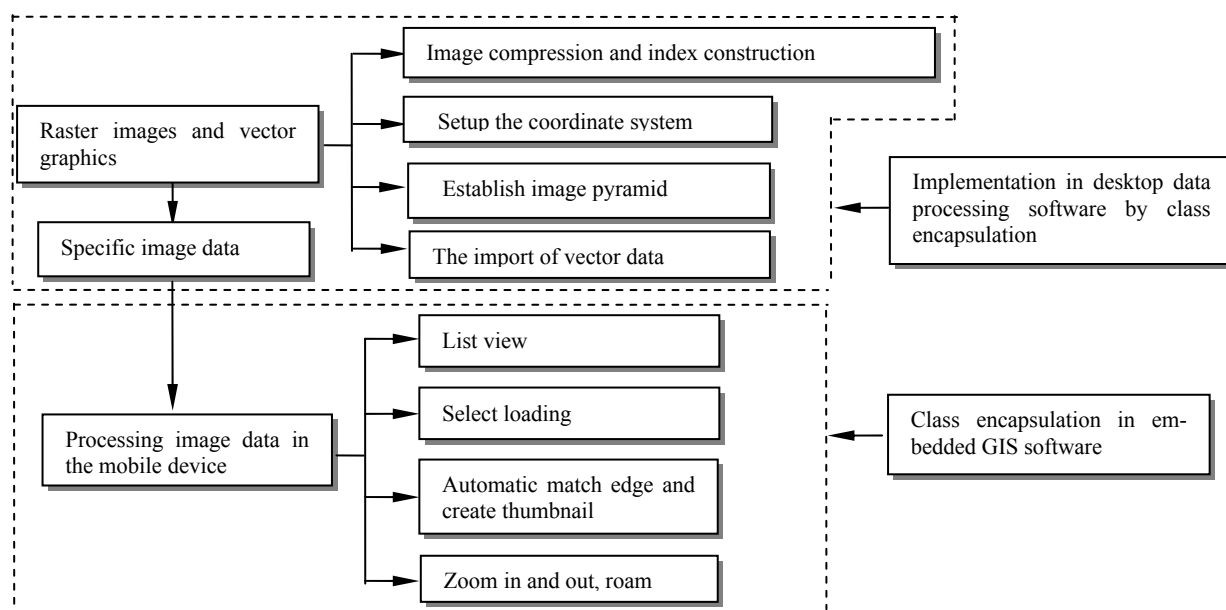 Image compression and index construction
Raster images and vector
graphics
Setup the coordinate system
Establish image pyramid
Implementation in desktop data
processing software by class
encapsulation
Specific image data
The import of vector data
List view
Select loading
Processing image data in
the mobile device
Class encapsulation in em-
bedded GIS software
Automatic match edge and
create thumbnail
Zoom in and out, roam